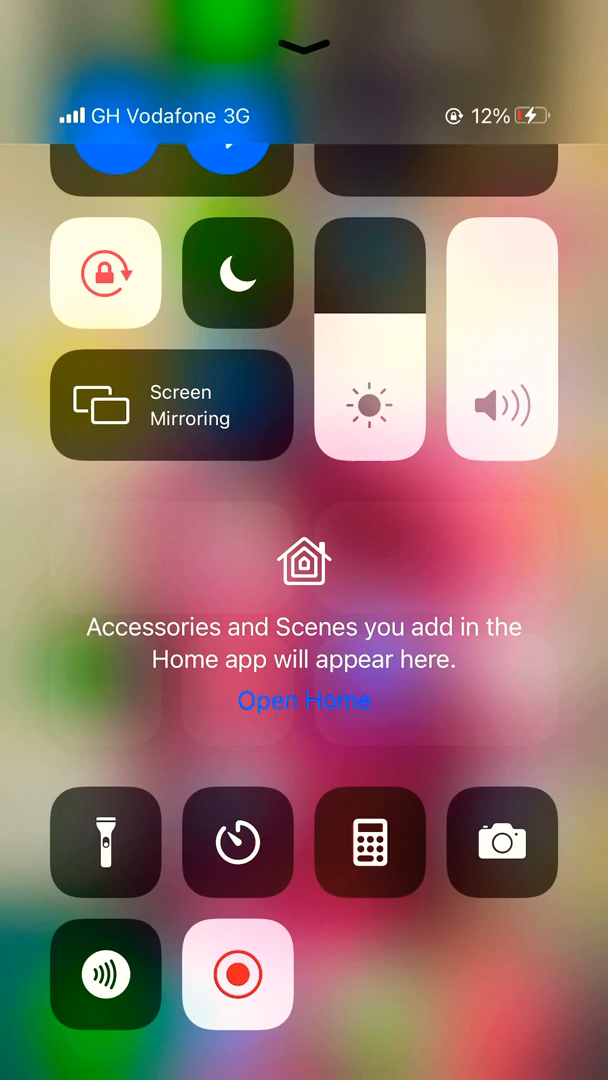 GH Vodafone 3G
12%
Screen
Mirroring
Accessories and Scenes you add in the
Home app will appear here.
Open Home